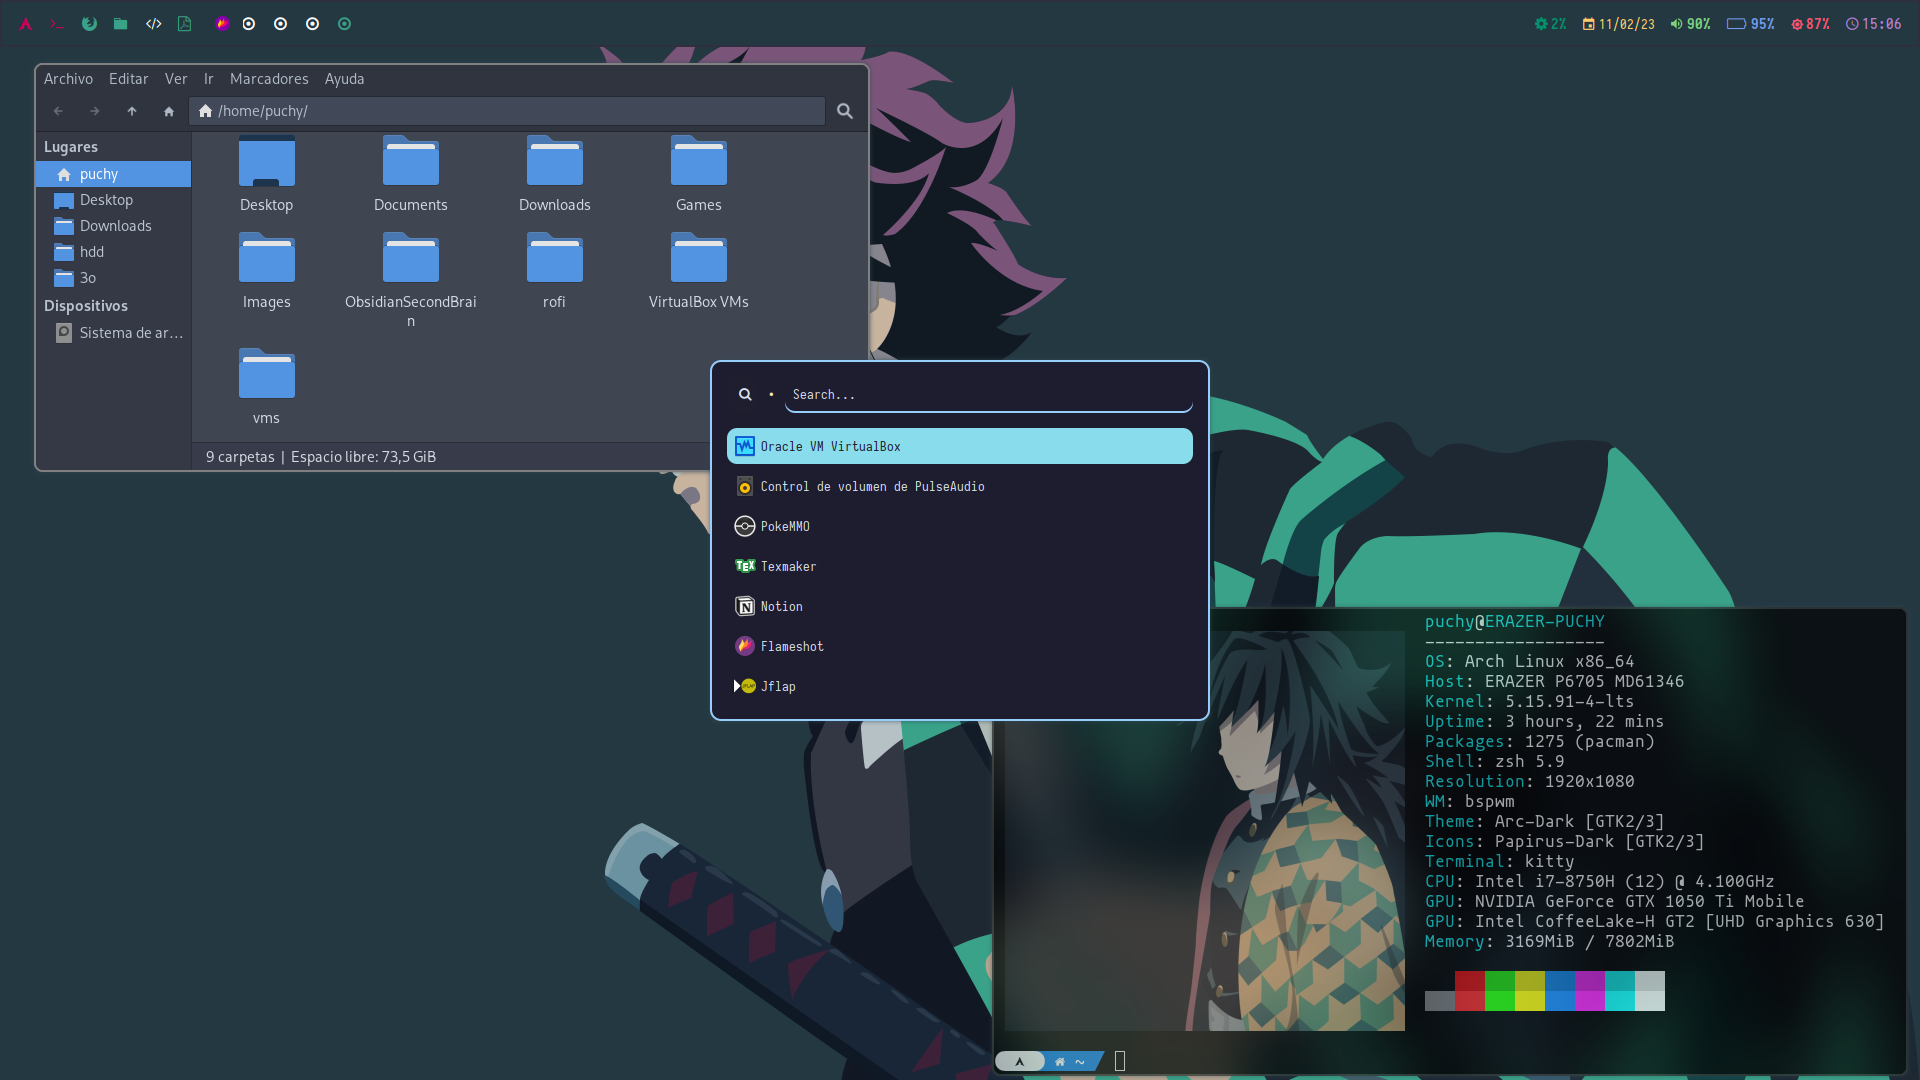 2% 11/02/23 90% 95% 87% 15:06
Archivo Editar Ver Ir Marcadores Ayuda
/home/puchy/
Lugares
puchy
Desktop
Downloads
hdd
3o
Dispositivos
Sistema de ar...
Desktop Documents Downloads Games
Images ObsidianSecondBrai
n rofi VirtualBox VMs
vms
9 carpetas | Espacio libre: 73,5 GiB
Search...
Oracle VM VirtualBox
Control de volumen de PulseAudio
PokeMMO
TEX Texmaker
N Notion
Flameshot
JFLAP Jflap
puchy@ERAZER-PUCHY
------------------
OS: Arch Linux x86_64
Host: ERAZER P6705 MD61346
Kernel: 5.15.91-4-lts
Uptime: 3 hours, 22 mins
Packages: 1275 (pacman)
Shell: zsh 5.9
Resolution: 1920x1080
WM: bspwm
Theme: Arc-Dark [GTK2/3]
Icons: Papirus-Dark [GTK2/3]
Terminal: kitty
CPU: Intel i7-8750H (12) @ 4.100GHz
GPU: NVIDIA GeForce GTX 1050 Ti Mobile
GPU: Intel CoffeeLake-H GT2 [UHD Graphics 630]
Memory: 3169MiB / 7802MiB
~